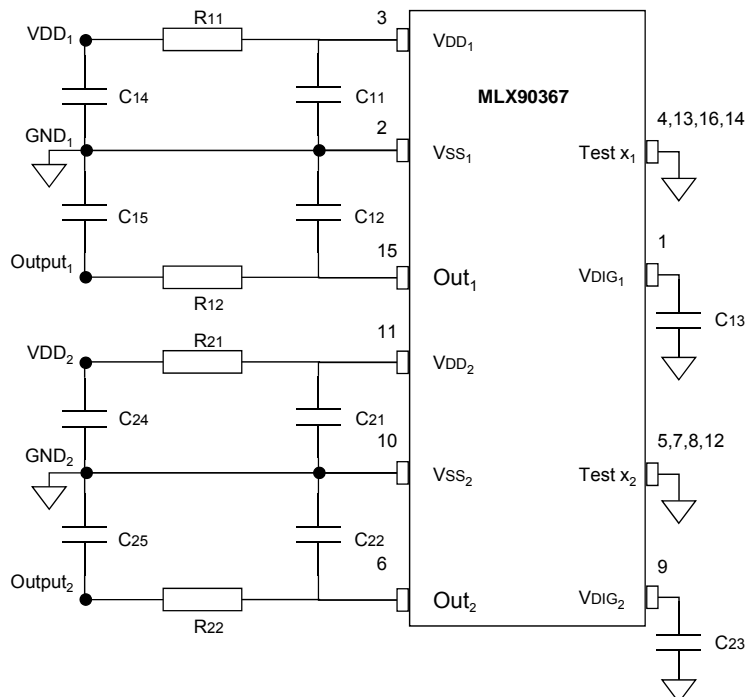 R11
3
VDD1
VDD1
C14
C11
MLX90367
2
4,13,16,14
GND1
VSS1
Test x1
C15
C12
1
Output1
15
Out1
VDIG1
R12
C13
11
VDD2
R21
VDD2
C24
C21
10
5,7,8,12
GND2
VSS2
Test x2
C25
C22
6
9
Output2
Out2
VDIG2
R22
C23